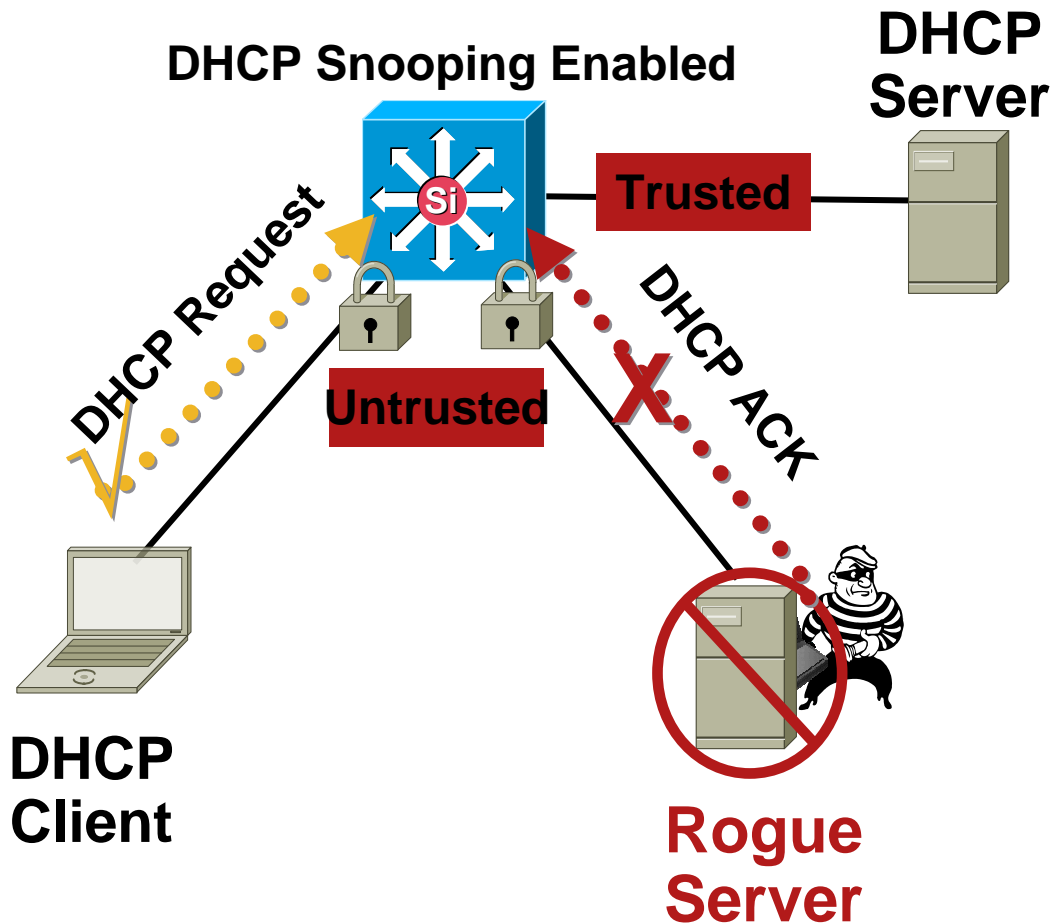 DHCP
Server
DHCP Snooping Enabled
Si
Trusted
DHCP Request
DHCP ACK
Untrusted
X
DHCP
Client
Rogue
Server